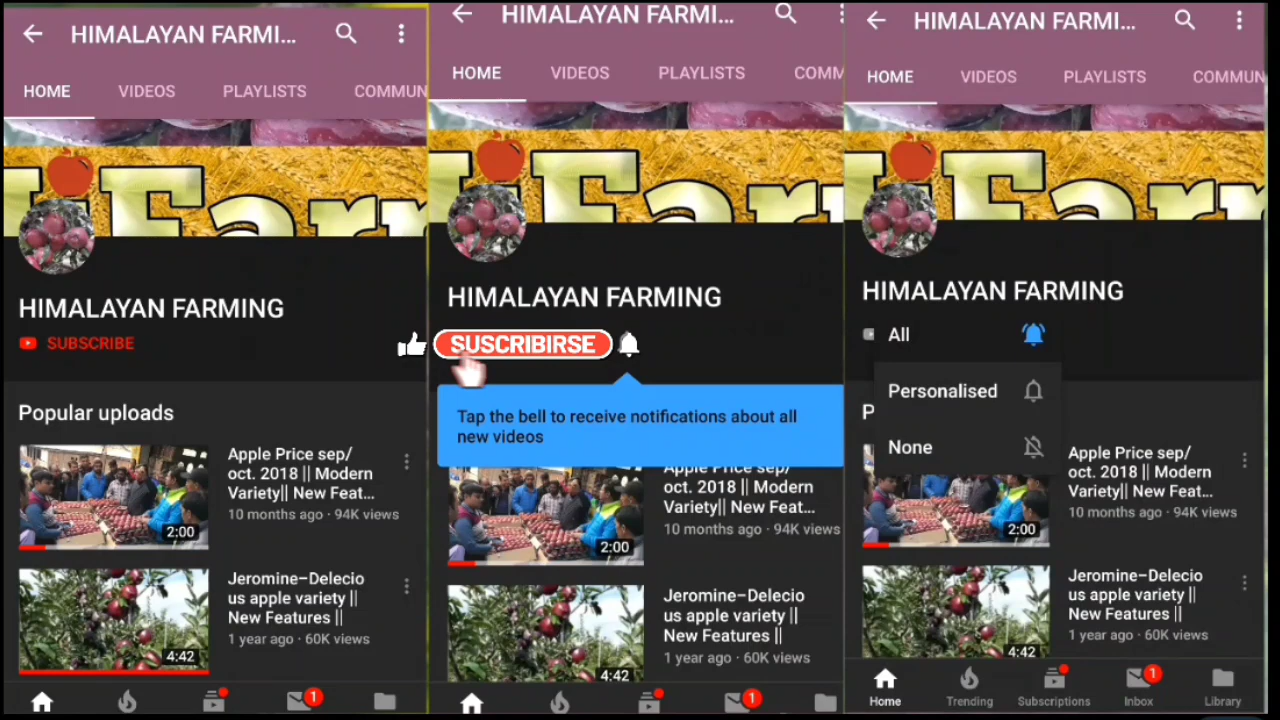 HIMALAYAN FARMI...
HOME VIDEOS PLAYLISTS COMMUN
Farr
HIMALAYAN FARMING
SUBSCRIBE
Popular uploads
Apple Price sep/
oct. 2018 || Modern
Variety|| New Feat...
10 months ago · 94K views
2:00
Jeromine-Delecio
us apple variety ||
New Features ||
1 year ago · 60K views
4:42
1
HIMALAYAN FARMI...
HOME VIDEOS PLAYLISTS COMM
Farr
HIMALAYAN FARMING
SUSCRIBIRSE
Tap the bell to receive notifications about all
new videos
Apple Price sep/
oct. 2018 || Modern
Variety|| New Feat...
10 months ago · 94K views
2:00
Jeromine-Delecio
us apple variety ||
New Features ||
1 year ago · 60K views
4:42
1
HIMALAYAN FARMI...
HOME VIDEOS PLAYLISTS COMMUN
Farr
HIMALAYAN FARMING
All
Personalised
P
None
Apple Price sep/
oct. 2018 || Modern
Variety|| New Feat...
10 months ago · 94K views
2:00
Jeromine-Delecio
us apple variety ||
New Features ||
1 year ago · 60K views
4:42
1
Home Trending Subscriptions Inbox Library